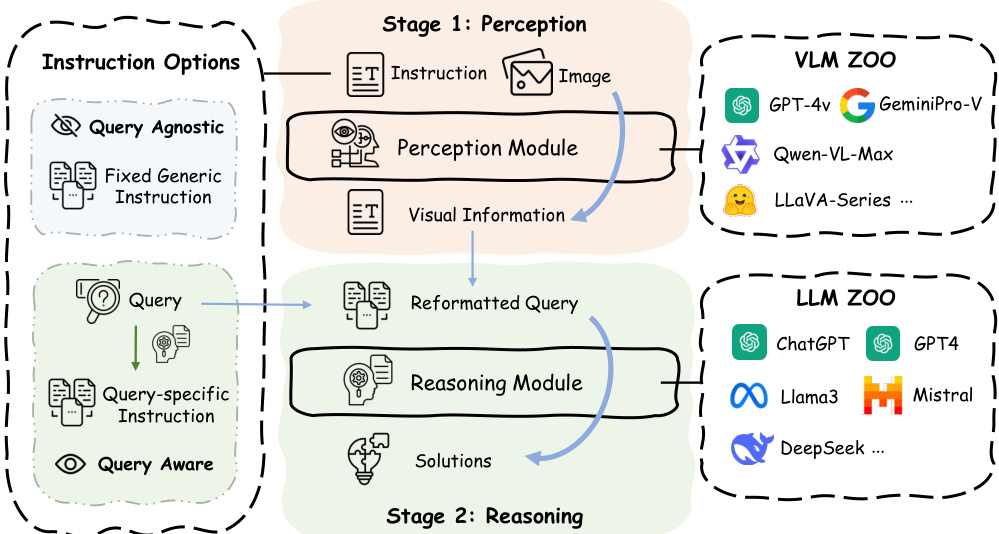 Instruction Options
Query Agnostic
Fixed Generic
Instruction
Query
Query-specific
Instruction
Query Aware
Stage 1: Perception
Instruction
Image
Perception Module
Visual Information
Reformatted Query
Reasoning Module
Solutions
Stage 2: Reasoning
VLM ZOO
GPT-4v
GeminiPro-V
Qwen-VL-Max
LLaVA-Series ...
LLM ZOO
ChatGPT
GPT4
Llama3
Mistral
DeepSeek ...